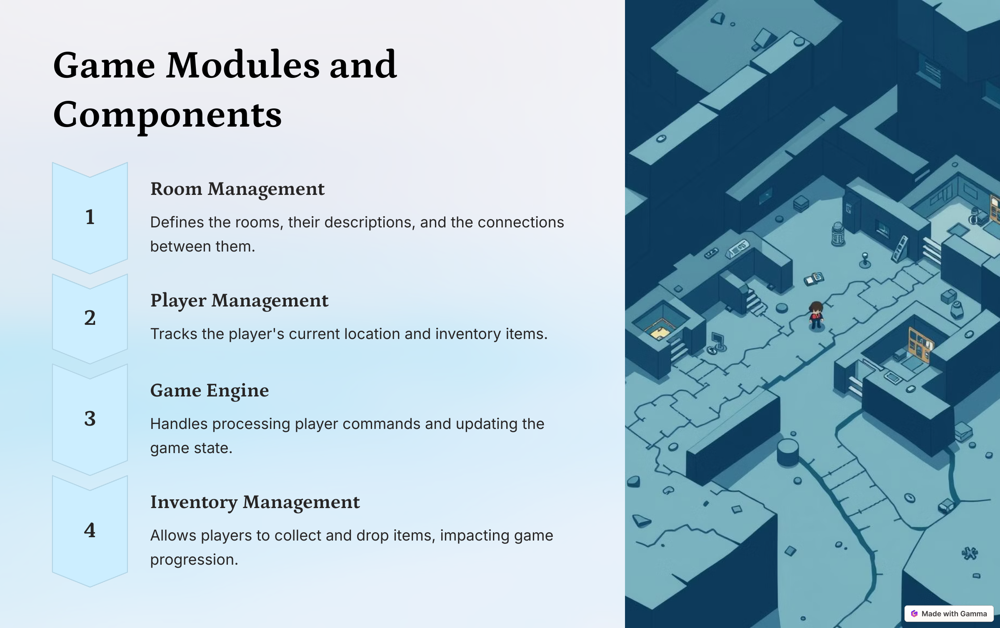 Game Modules and
Components
1
Room Management
Defines the rooms, their descriptions, and the connections
between them.
2
Player Management
Tracks the player's current location and inventory items.
3
Game Engine
Handles processing player commands and updating the
game state.
4
Inventory Management
Allows players to collect and drop items, impacting game
progression.
Made with Gamma